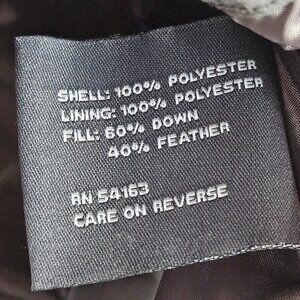 SHELL: 100% POLYESTER
LINING: 100% POLYESTER
FILL: 60% DOWN
40% FEATHER
RN 54163
CARE ON REVERSE